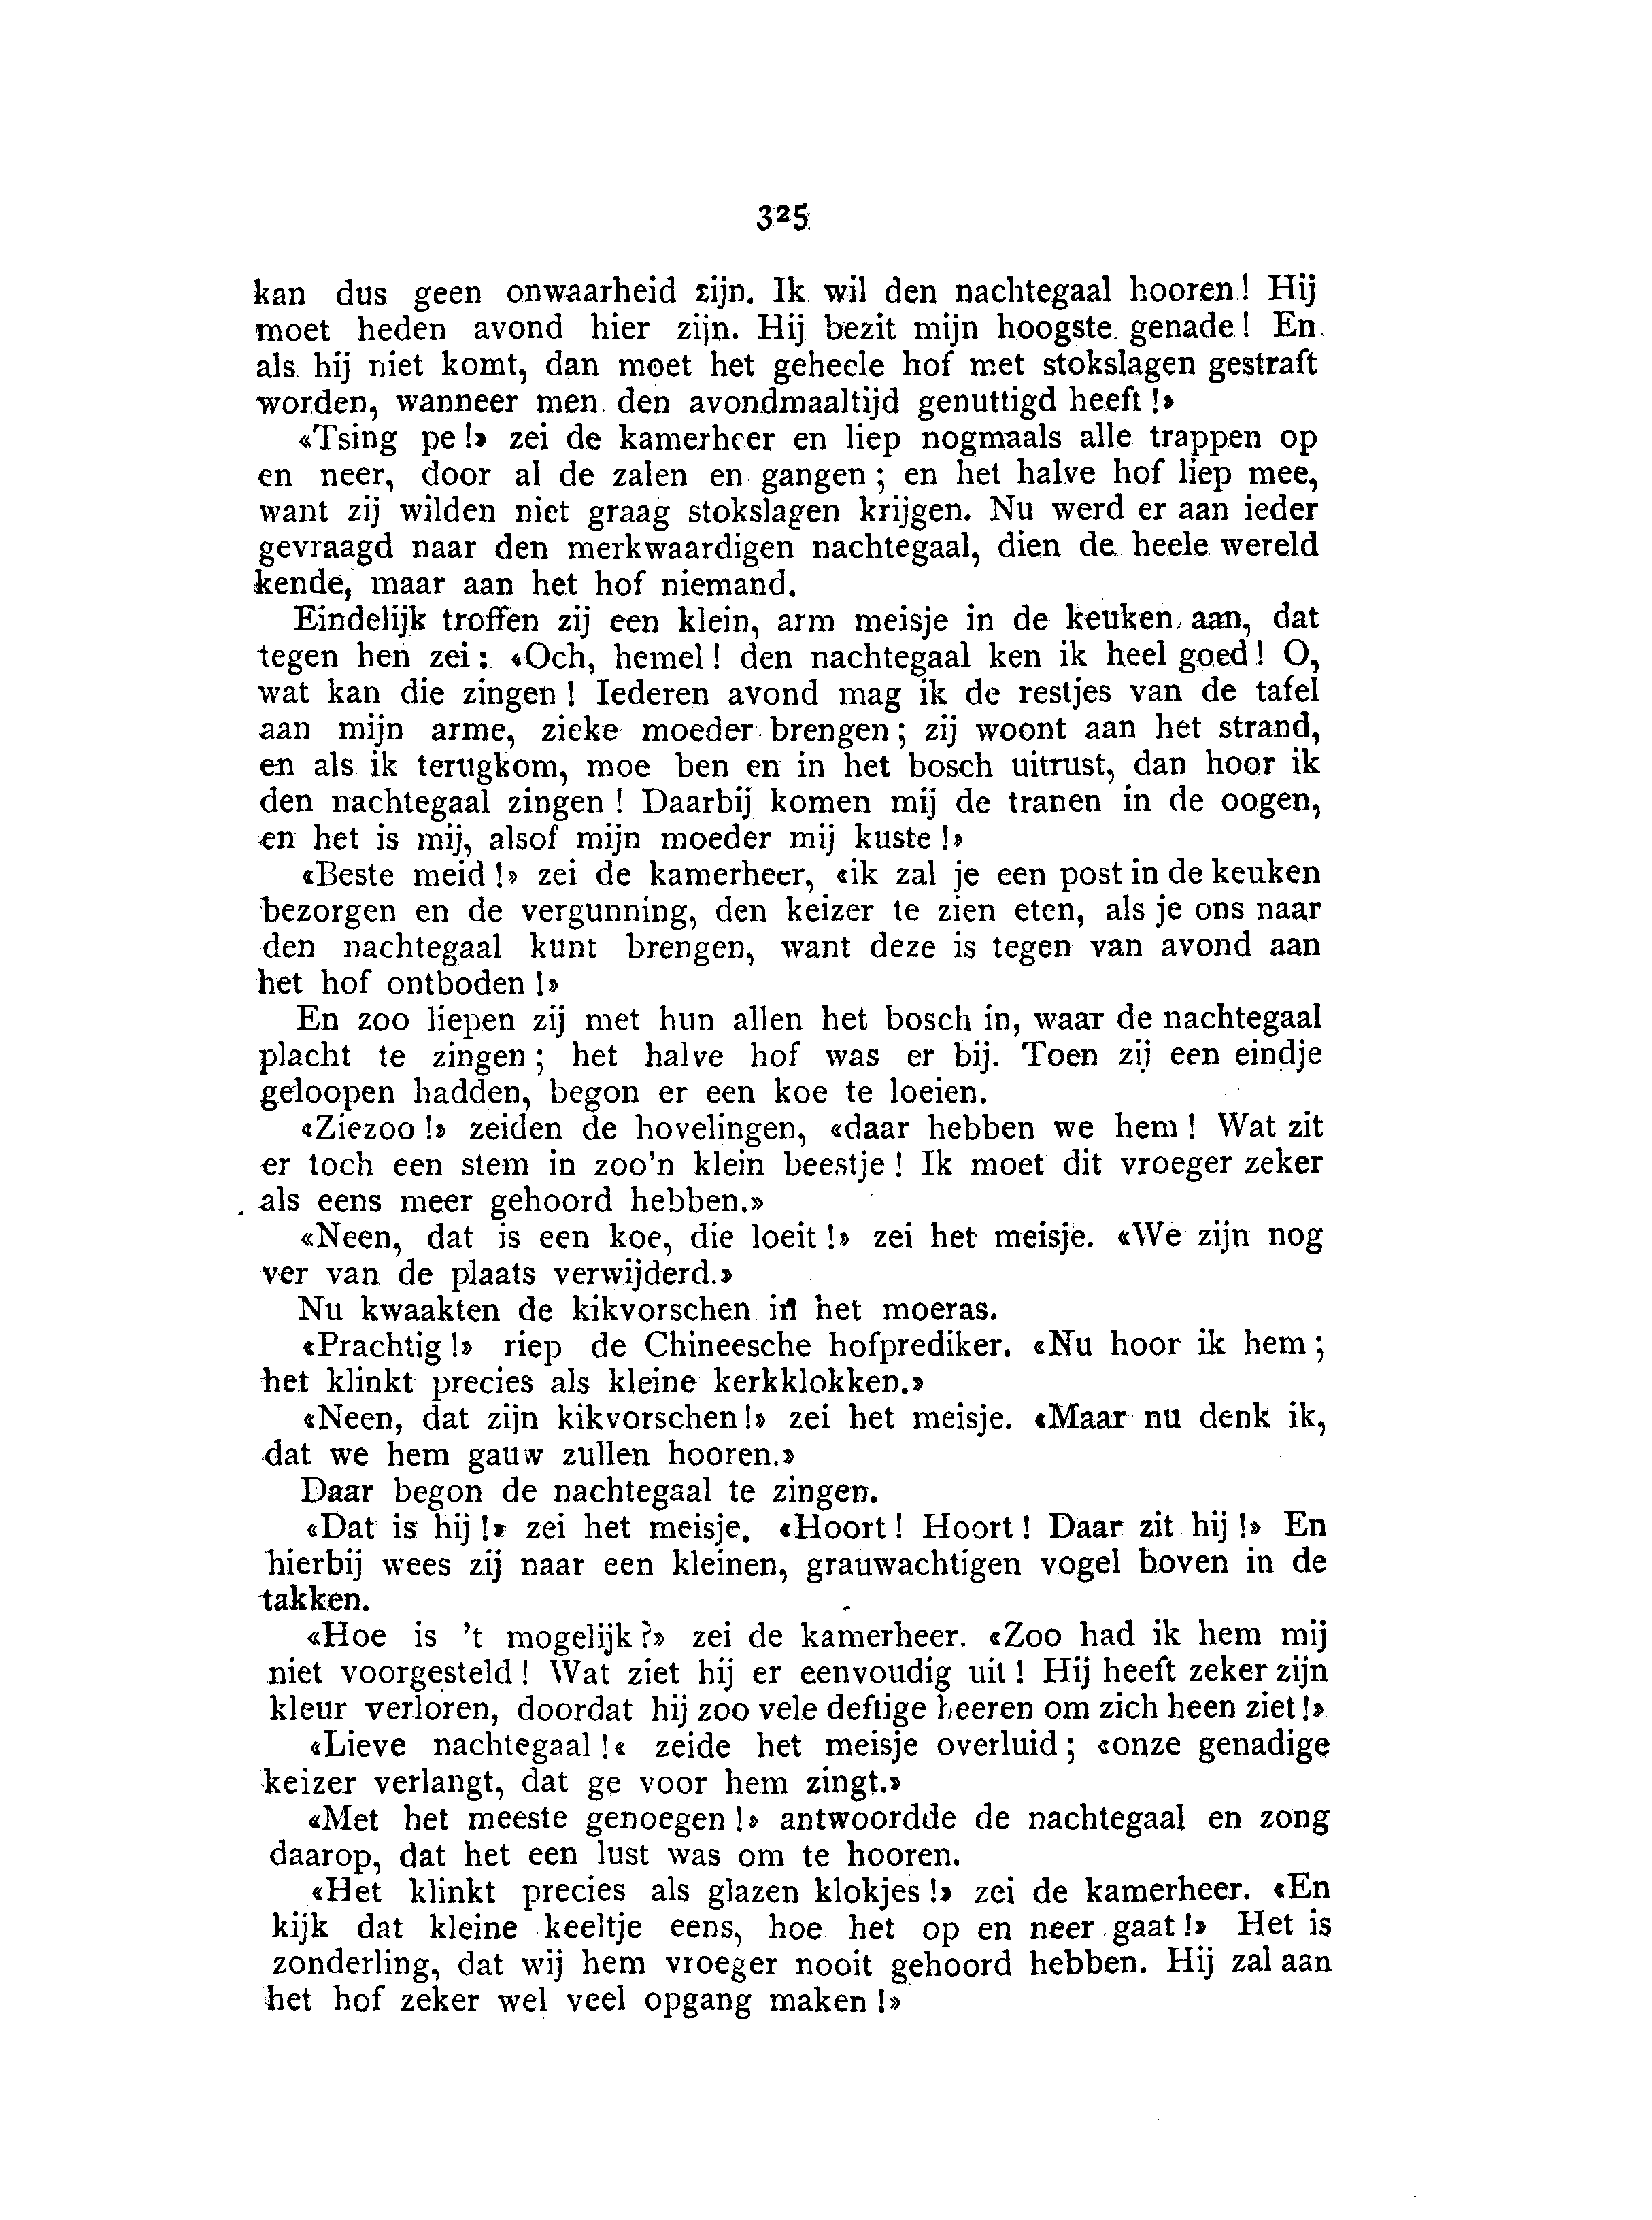 325
kan dus geen onwaarheid zijn. Ik wil den nachtegaal hooren! Hij
moet heden avond hier zijn. Hij bezit mijn hoogste genade! En
als hij niet komt, dan moet het geheele hof met stokslagen gestraft
worden, wanneer men den avondmaaltijd genuttigd heeft!»
«Tsing pe!» zei de kamerheer en liep nogmaals alle trappen op
en neer, door al de zalen en gangen; en het halve hof liep mee,
want zij wilden niet graag stokslagen krijgen. Nu werd er aan ieder
gevraagd naar den merkwaardigen nachtegaal, dien de heele wereld
kende, maar aan het hof niemand.
Eindelijk troffen zij een klein, arm meisje in de keuken aan, dat
tegen hen zei: «Och, hemel! den nachtegaal ken ik heel goed! O,
wat kan die zingen! Iederen avond mag ik de restjes van de tafel
aan mijn arme, zieke moeder brengen; zij woont aan het strand,
en als ik terugkom, moe ben en in het bosch uitrust, dan hoor ik
den nachtegaal zingen! Daarbij komen mij de tranen in de oogen,
en het is mij, alsof mijn moeder mij kuste!»
«Beste meid!» zei de kamerheer, «ik zal je een post in de keuken
bezorgen en de vergunning, den keizer te zien eten, als je ons naar
den nachtegaal kunt brengen, want deze is tegen van avond aan
het hof ontboden!»
En zoo liepen zij met hun allen het bosch in, waar de nachtegaal
placht te zingen; het halve hof was er bij. Toen zij een eindje
geloopen hadden, begon er een koe te loeien.
«Ziezoo!» zeiden de hovelingen, «daar hebben we hem! Wat zit
er toch een stem in zoo'n klein beestje! Ik moet dit vroeger zeker
als eens meer gehoord hebben.»
«Neen, dat is een koe, die loeit!» zei het meisje. «We zijn nog
ver van de plaats verwijderd.»
Nu kwaakten de kikvorschen in het moeras.
«Prachtig!» riep de Chineesche hofprediker. «Nu hoor ik hem;
het klinkt precies als kleine kerkklokken.»
«Neen, dat zijn kikvorschen!» zei het meisje. «Maar nu denk ik,
dat we hem gauw zullen hooren.»
Daar begon de nachtegaal te zingen.
«Dat is hij!» zei het meisje. «Hoort! Hoort! Daar zit hij!» En
hierbij wees zij naar een kleinen, grauwachtigen vogel boven in de
takken.
«Hoe is 't mogelijk?» zei de kamerheer. «Zoo had ik hem mij
niet voorgesteld! Wat ziet hij er eenvoudig uit! Hij heeft zeker zijn
kleur verloren, doordat hij zoo vele deftige heeren om zich heen ziet!»
«Lieve nachtegaal!« zeide het meisje overluid; «onze genadige
keizer verlangt, dat ge voor hem zingt.»
«Met het meeste genoegen!» antwoordde de nachtegaal en zong
daarop, dat het een lust was om te hooren.
«Het klinkt precies als glazen klokjes!» zei de kamerheer. «En
kijk dat kleine keeltje eens, hoe het op en neer gaat!» Het is
zonderling, dat wij hem vroeger nooit gehoord hebben. Hij zal aan
het hof zeker wel veel opgang maken!»